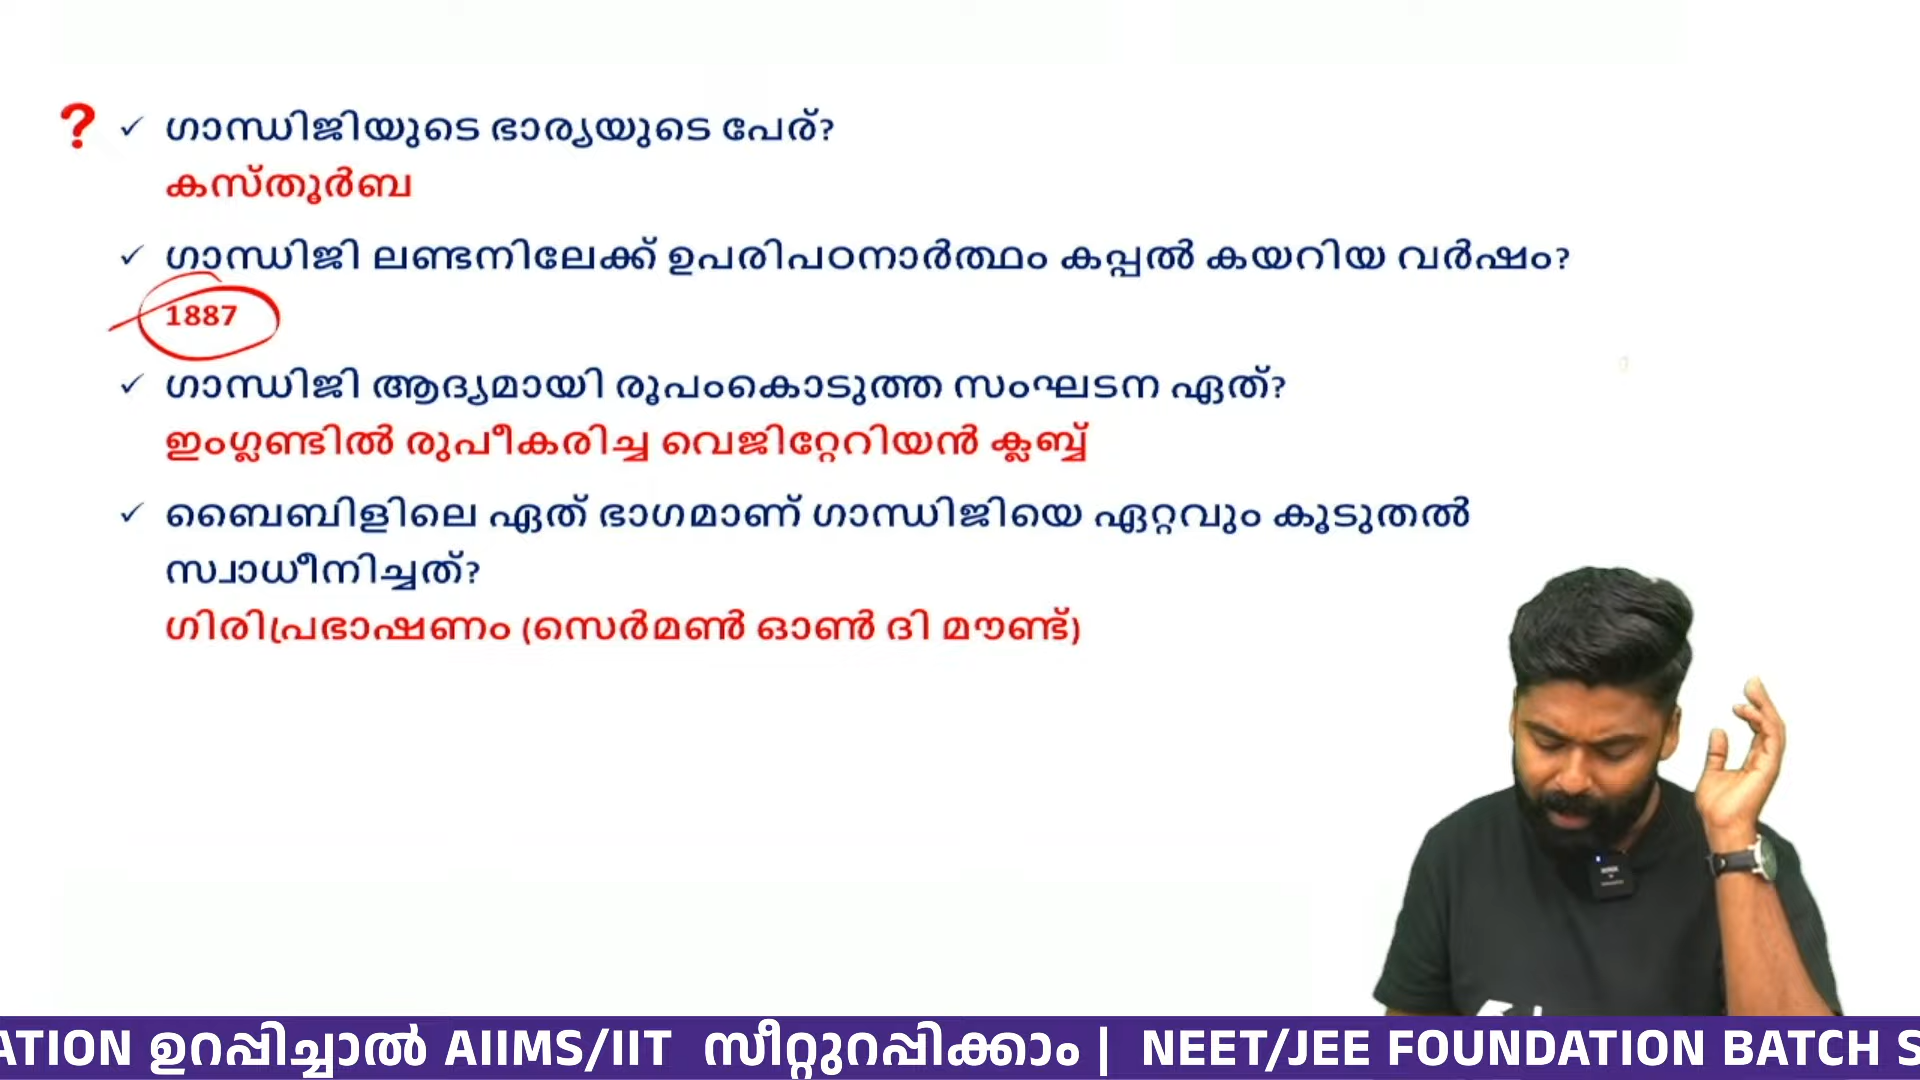 ? ✓ ഗാന്ധിജിയുടെ ഭാര്യയുടെ പേര്?
കസ്തൂർബ
✓ ഗാന്ധിജി ലണ്ടനിലേക്ക് ഉപരിപഠനാർത്ഥം കപ്പൽ കയറിയ വർഷം?
1887
✓ ഗാന്ധിജി ആദ്യമായി രൂപംകൊടുത്ത സംഘടന ഏത്?
ഇംഗ്ലണ്ടിൽ രുപീകരിച്ച വെജിറ്റേറിയൻ ക്ലബ്ബ്
✓ ബൈബിളിലെ ഏത് ഭാഗമാണ് ഗാന്ധിജിയെ ഏറ്റവും കൂടുതൽ
സ്വാധീനിച്ചത്?
ഗിരിപ്രഭാഷണം (സെർമൺ ഓൺ ദി മൗണ്ട്)
ATION ഉറപ്പിച്ചാൽ AIIMS/IIT സീറ്റുറപ്പിക്കാം | NEET/JEE FOUNDATION BATCH S